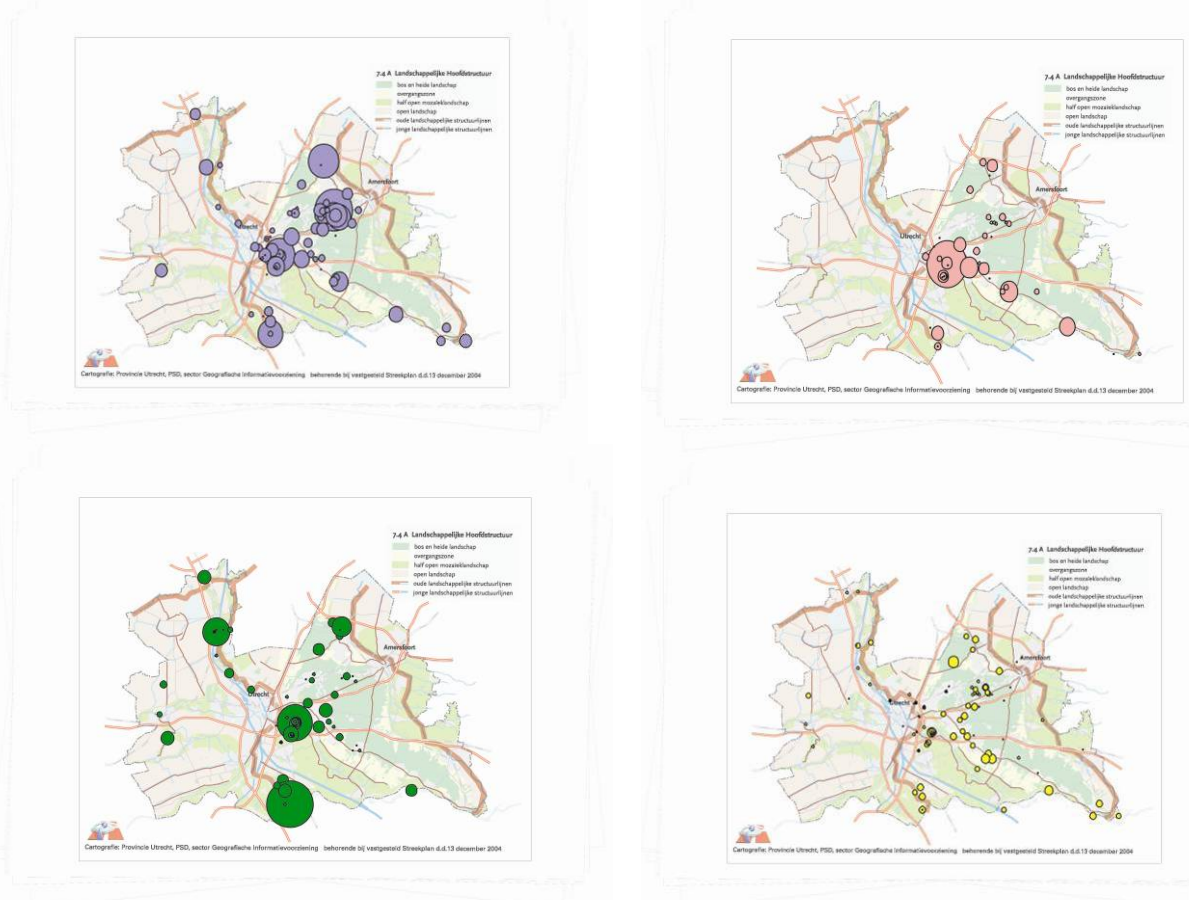 7.4 A Landschappelijke Hoofdstructuur
bos en heide landschap
overgangszone
half open mozaieklandschap
open landschap
oude landschappelijke structuurlijnen
jonge landschappelijke structuurlijnen
Amersfoort
Utrecht
Cartografie: Provincie Utrecht, PSD, sector Geografische Informatievoorziening behorende bij vastgesteld Streekplan d.d.13 december 2004
7.4 A Landschappelijke Hoofdstructuur
bos en heide landschap
overgangszone
half open mozaieklandschap
open landschap
oude landschappelijke structuurlijnen
jonge landschappelijke structuurlijnen
Amersfoort
Utrecht
Cartografie: Provincie Utrecht, PSD, sector Geografische Informatievoorziening behorende bij vastgesteld Streekplan d.d.13 december 2004
7.4 A Landschappelijke Hoofdstructuur
bos en heide landschap
overgangszone
half open mozaieklandschap
open landschap
oude landschappelijke structuurlijnen
jonge landschappelijke structuurlijnen
Amersfoort
Utrecht
Cartografie: Provincie Utrecht, PSD, sector Geografische Informatievoorziening behorende bij vastgesteld Streekplan d.d.13 december 2004
7.4 A Landschappelijke Hoofdstructuur
bos en heide landschap
overgangszone
half open mozaieklandschap
open landschap
oude landschappelijke structuurlijnen
jonge landschappelijke structuurlijnen
Amersfoort
Utrecht
Cartografie: Provincie Utrecht, PSD, sector Geografische Informatievoorziening behorende bij vastgesteld Streekplan d.d.13 december 2004